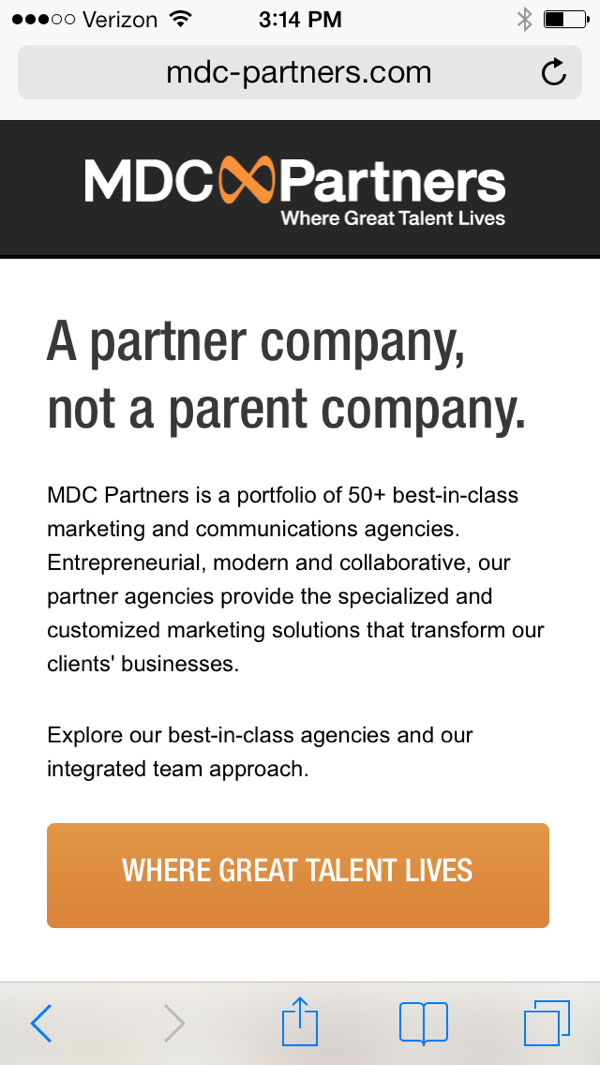 Verizon 3:14 PM
mdc-partners.com
MDC Partners
Where Great Talent Lives
A partner company,
not a parent company.
MDC Partners is a portfolio of 50+ best-in-class
marketing and communications agencies.
Entrepreneurial, modern and collaborative, our
partner agencies provide the specialized and
customized marketing solutions that transform our
clients' businesses.
Explore our best-in-class agencies and our
integrated team approach.
WHERE GREAT TALENT LIVES